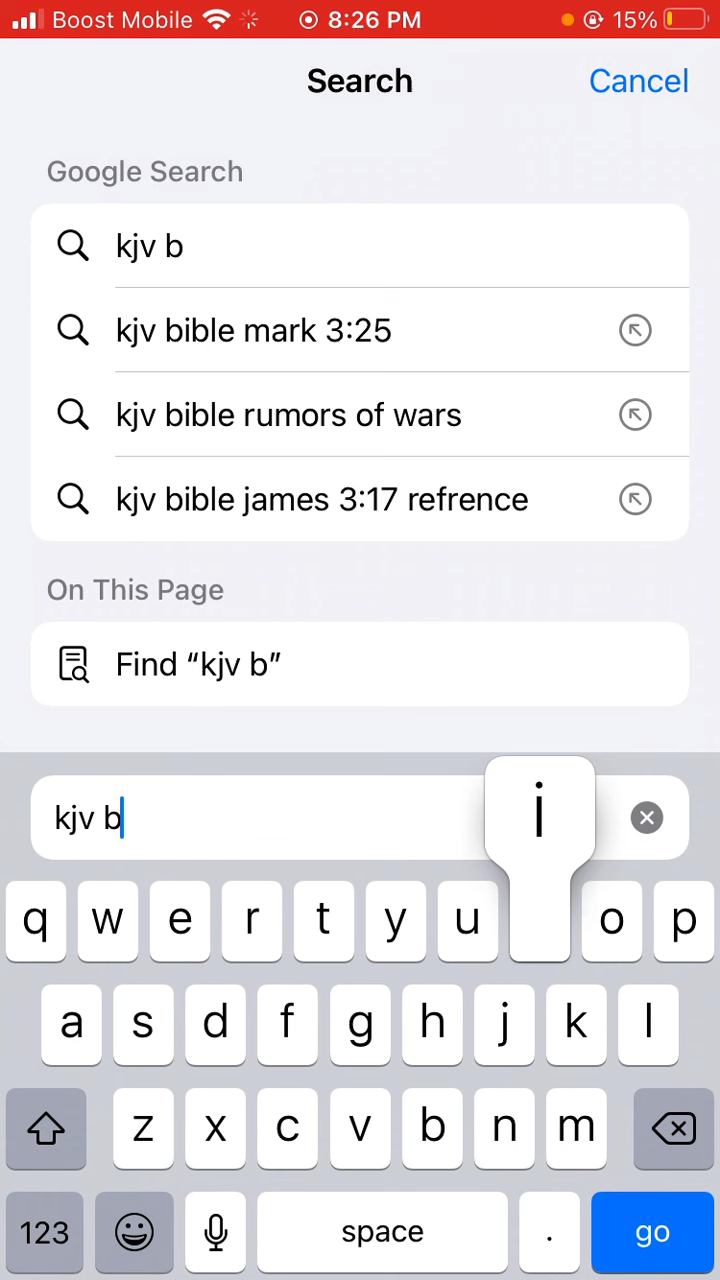 Boost Mobile 8:26 PM 15%
Search Cancel
Google Search
kjv b
kjv bible mark 3:25
kjv bible rumors of wars
kjv bible james 3:17 refrence
On This Page
Find “kjv b”
kjv b
i
q w e r t y u o p
a s d f g h j k l
z x c v b n m
123 space . go